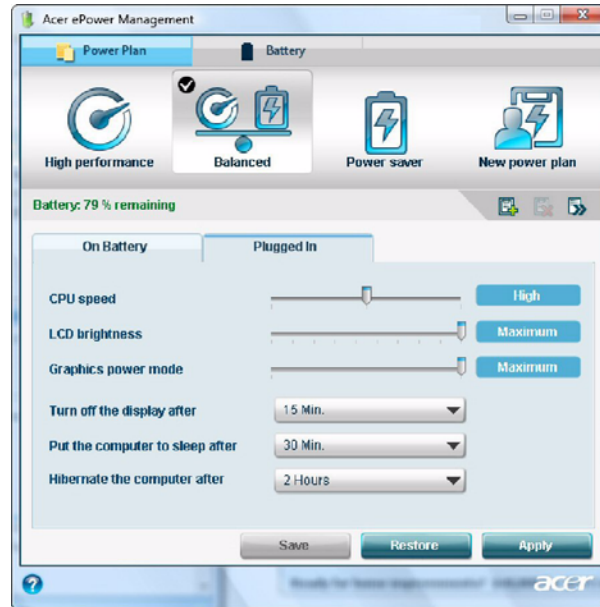 Acer ePower Management
Power Plan
Battery
High performance
Balanced
Power saver
New power plan
Battery: 79 % remaining
On Battery
Plugged In
CPU speed
High
LCD brightness
Maximum
Graphics power mode
Maximum
Turn off the display after
15 Min.
Put the computer to sleep after
30 Min.
Hibernate the computer after
2 Hours
Save
Restore
Apply
?
acer